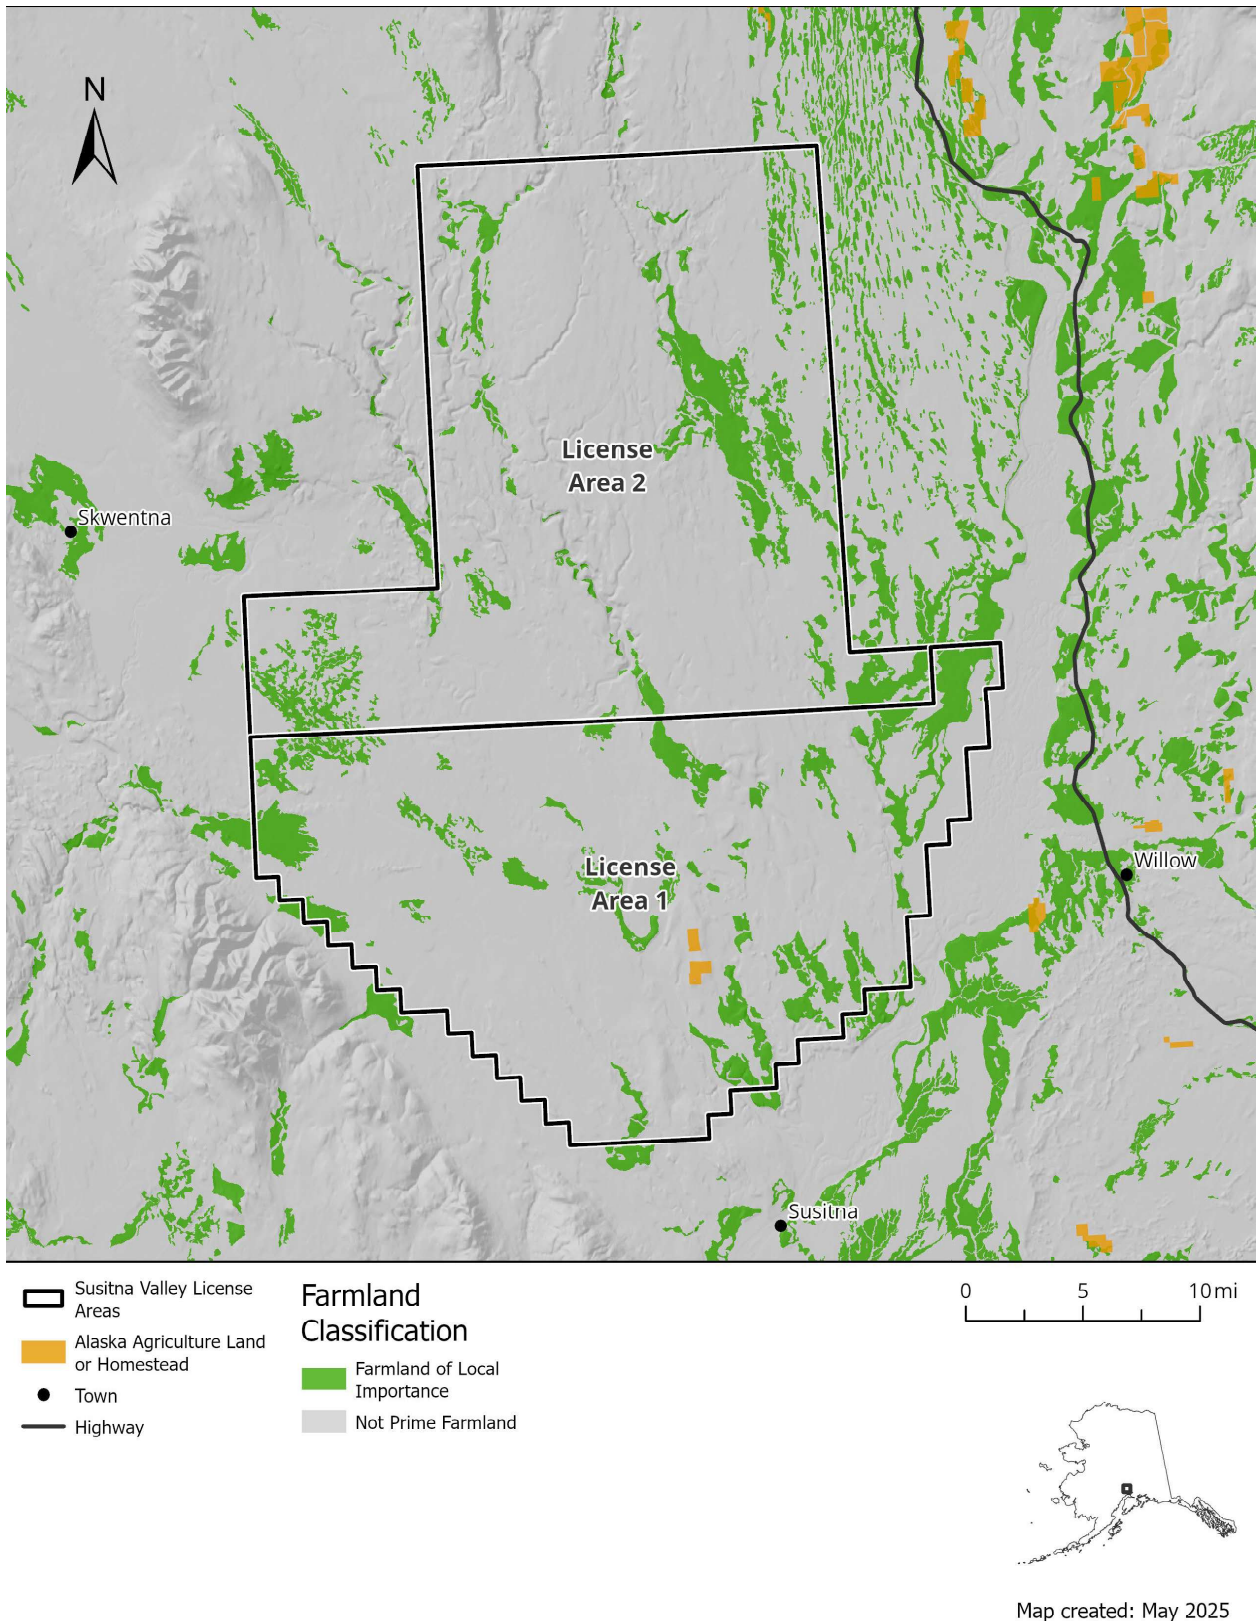 N
License
Area 2
Skwentna
License
Area 1
Willow
Susitna
Susitna Valley License
Areas
Alaska Agriculture Land
or Homestead
Town
Highway
Farmland
Classification
Farmland of Local
Importance
Not Prime Farmland
0 5 10 mi
Map created: May 2025